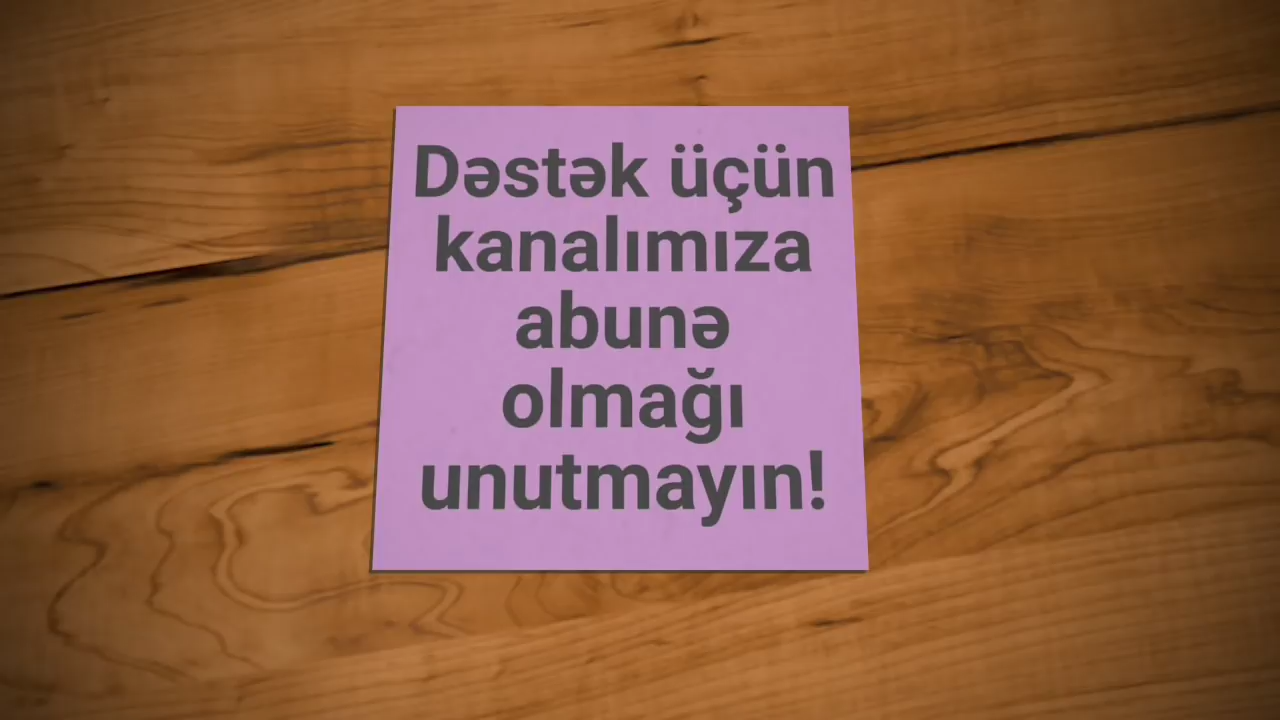 Dəstək üçün
kanalımıza
abunə
olmağı
unutmayın!